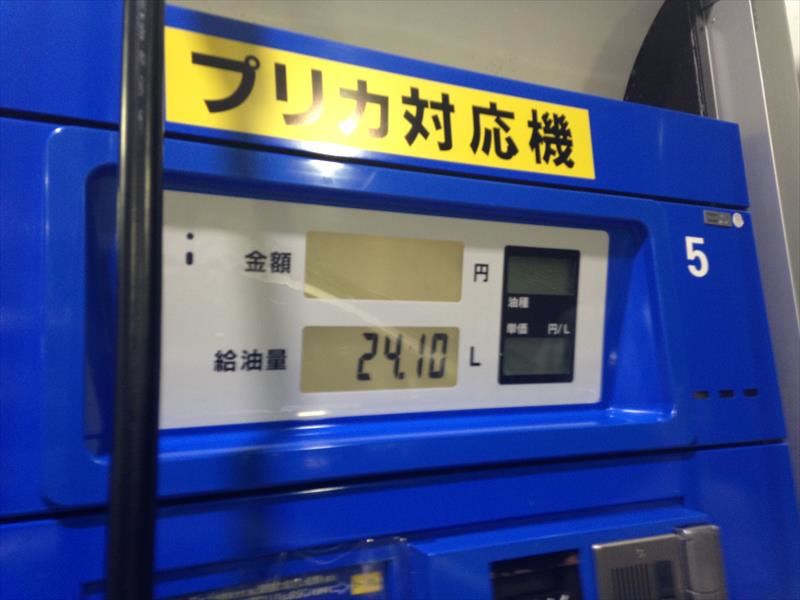 プリカ対応機
5
金額 円
油種
単価 円/L
給油量 24.10 L